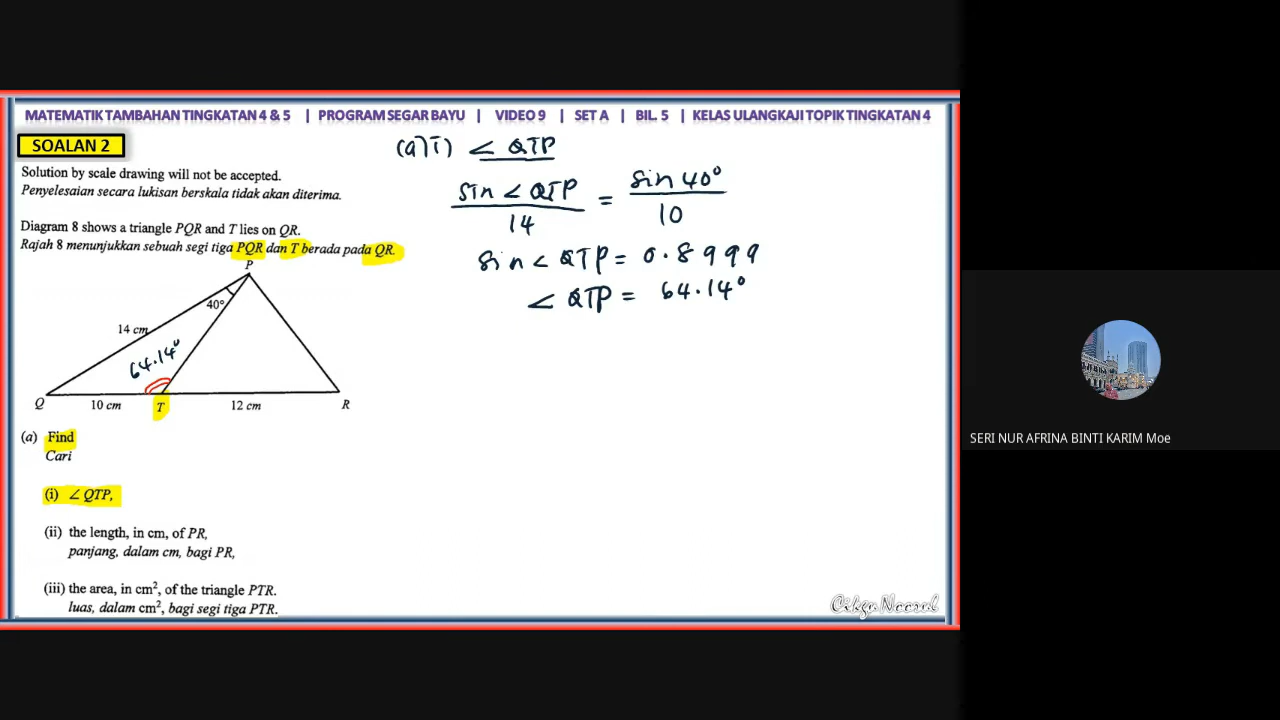 MATEMATIK TAMBAHAN TINGKATAN 4 & 5 | PROGRAM SEGAR BAYU | VIDEO 9 | SET A | BIL. 5 | KELAS ULANGKAJI TOPIK TINGKATAN 4
SOALAN 2
Solution by scale drawing will not be accepted.
Penyelesaian secara lukisan berskala tidak akan diterima.
Diagram 8 shows a triangle PQR and T lies on QR.
Rajah 8 menunjukkan sebuah segi tiga PQR dan T berada pada QR.
P
40°
14 cm
64.14°
Q 10 cm T 12 cm R
(a) Find
Cari
(i) ∠ QTP,
(ii) the length, in cm, of PR,
panjang, dalam cm, bagi PR,
(iii) the area, in cm², of the triangle PTR.
luas, dalam cm², bagi segi tiga PTR.
(a)(i) ∠ QTP
sin ∠ QTP / 14 = sin 40° / 10
sin ∠ QTP = 0.8999
∠ QTP = 64.14°
Cikgu Noorul
SERI NUR AFRINA BINTI KARIM Moe